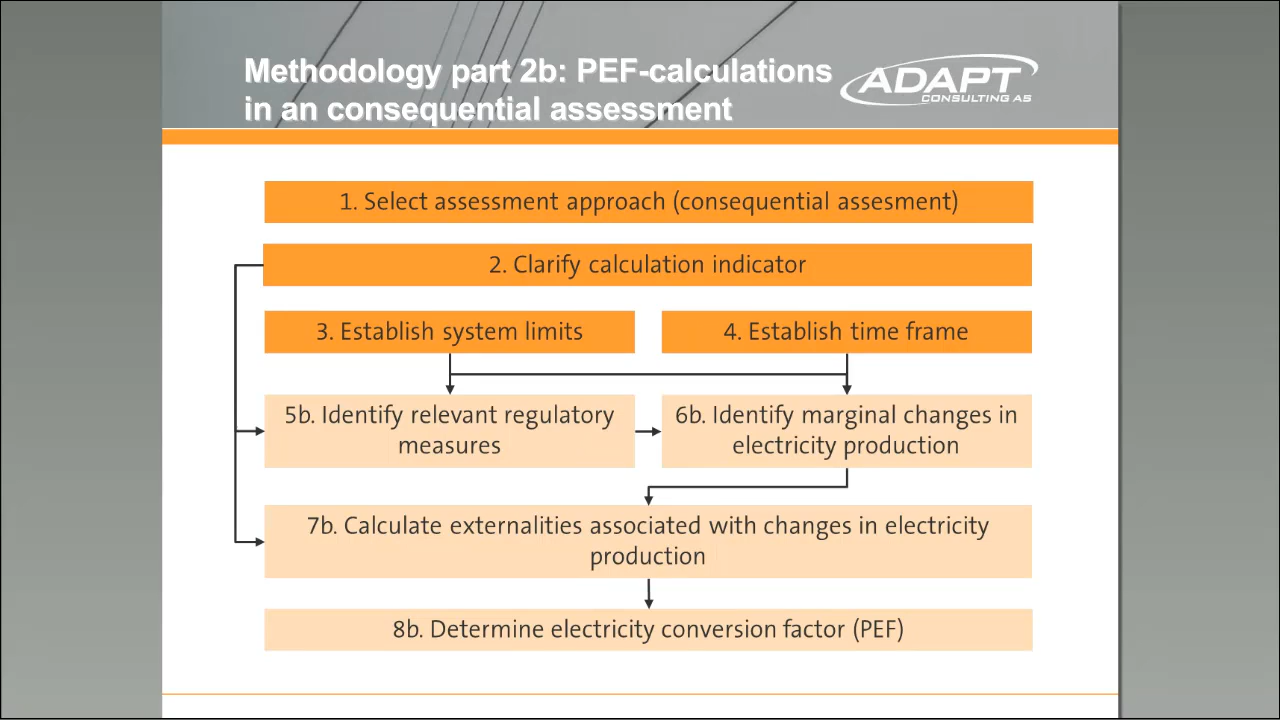 Methodology part 2b: PEF-calculations
in an consequential assessment
ADAPT
CONSULTING AS
1. Select assessment approach (consequential assesment)
2. Clarify calculation indicator
3. Establish system limits
4. Establish time frame
5b. Identify relevant regulatory
measures
6b. Identify marginal changes in
electricity production
7b. Calculate externalities associated with changes in electricity
production
8b. Determine electricity conversion factor (PEF)